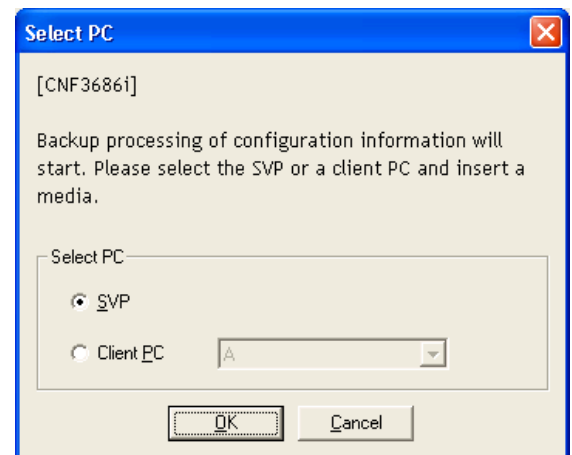 Select PC
[CNF3686i]
Backup processing of configuration information will
start. Please select the SVP or a client PC and insert a
media.
Select PC
SVP
Client PC
A
OK
Cancel